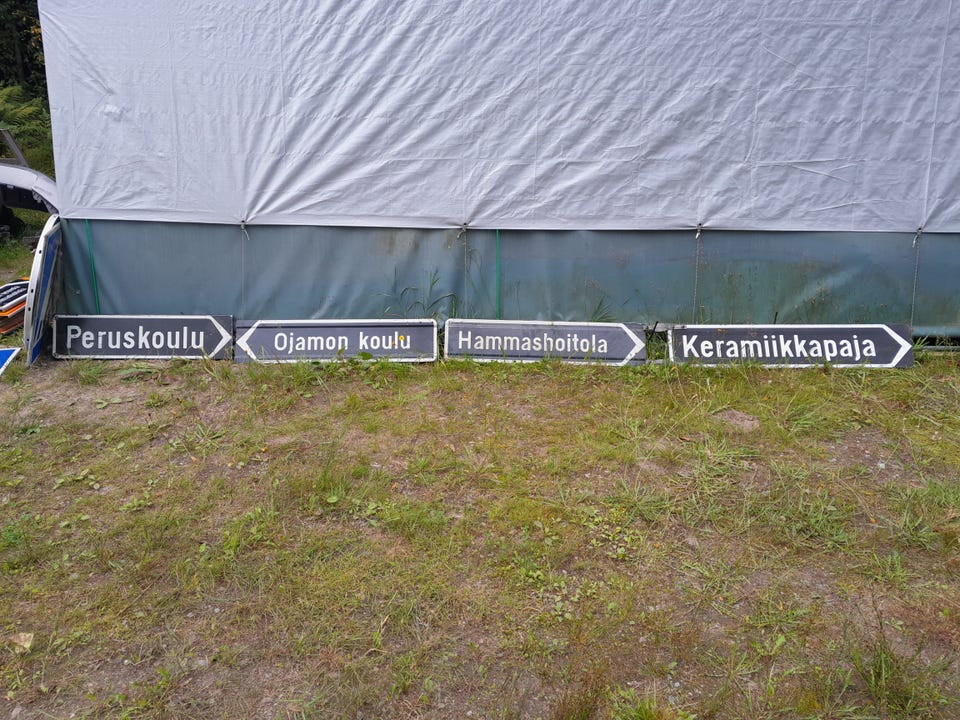 Peruskoulu
Ojamon koulu
Hammashoitola
Keramiikkapaja